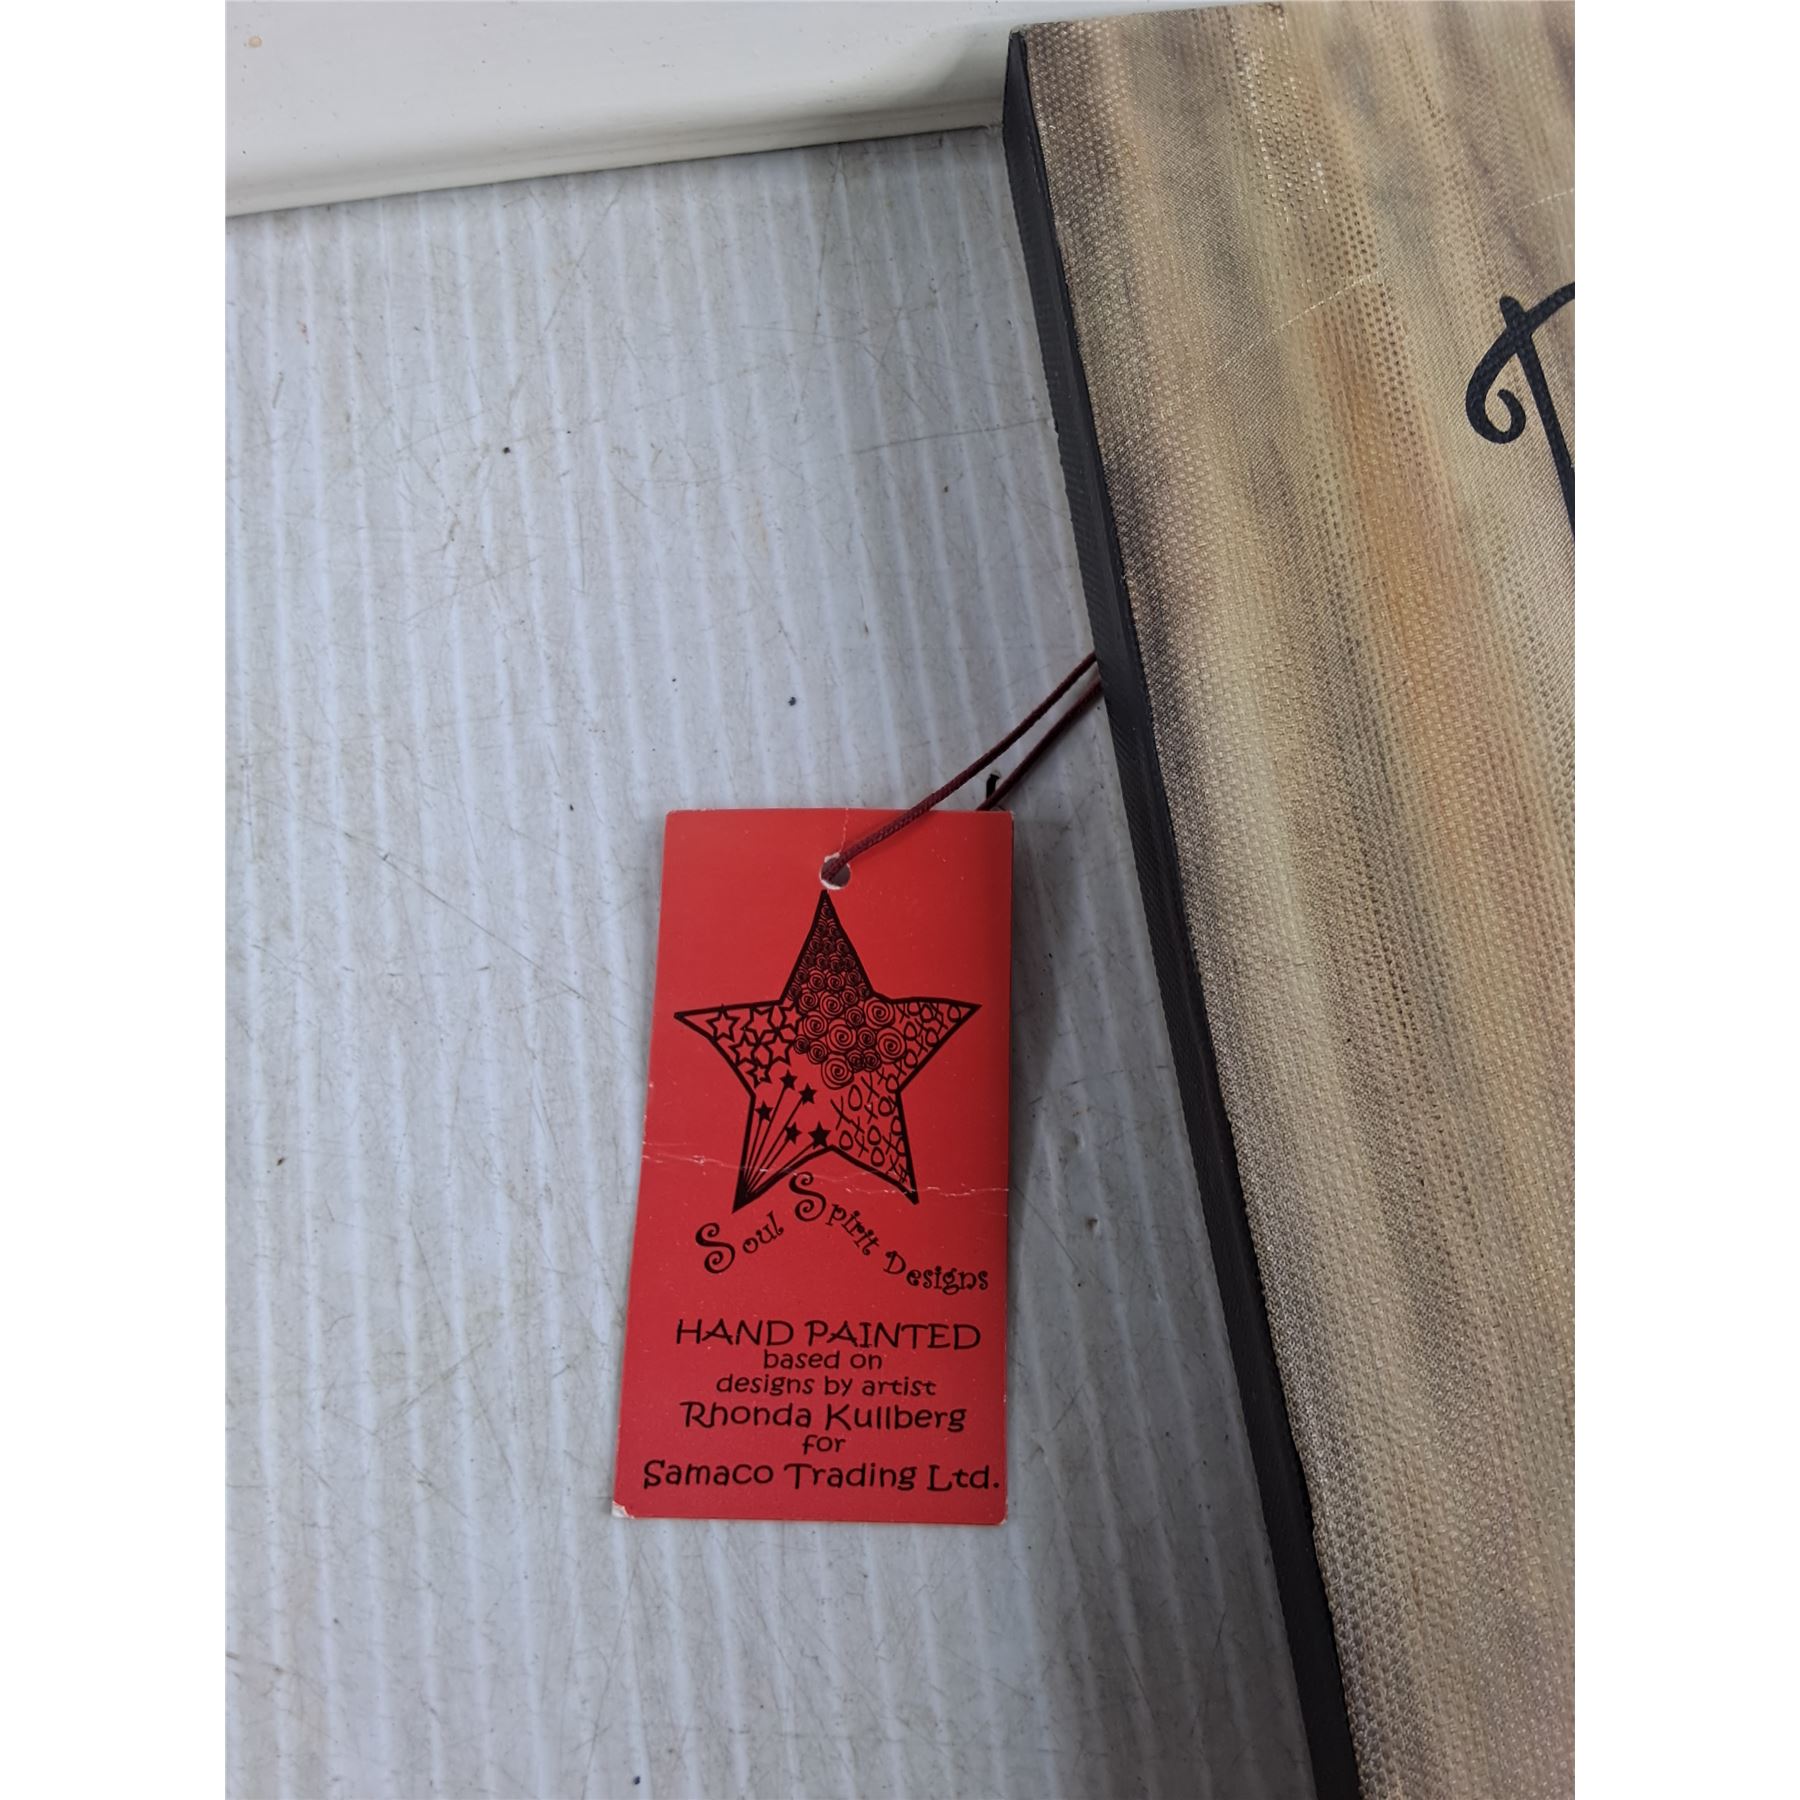 Soul Spirit Designs
HAND PAINTED
based on
designs by artist
Rhonda Kullberg
for
Samaco Trading Ltd.